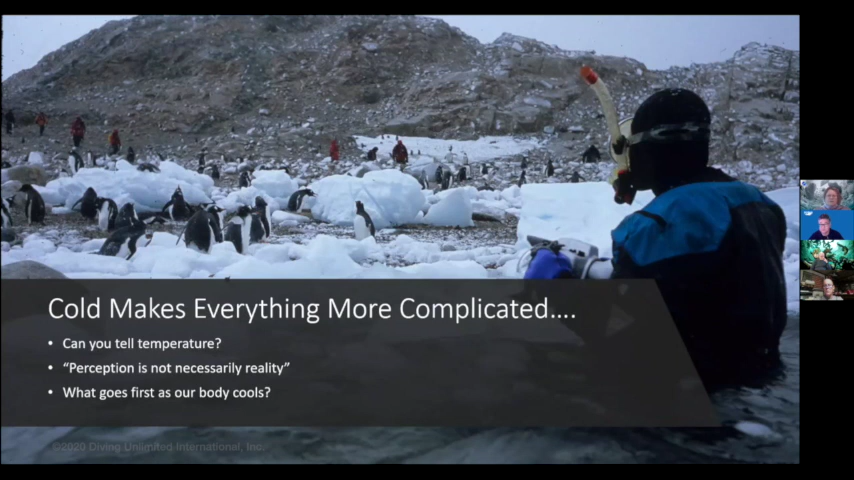 Cold Makes Everything More Complicated....
• Can you tell temperature?
• “Perception is not necessarily reality”
• What goes first as our body cools?
©2020 Diving Unlimited International, Inc.